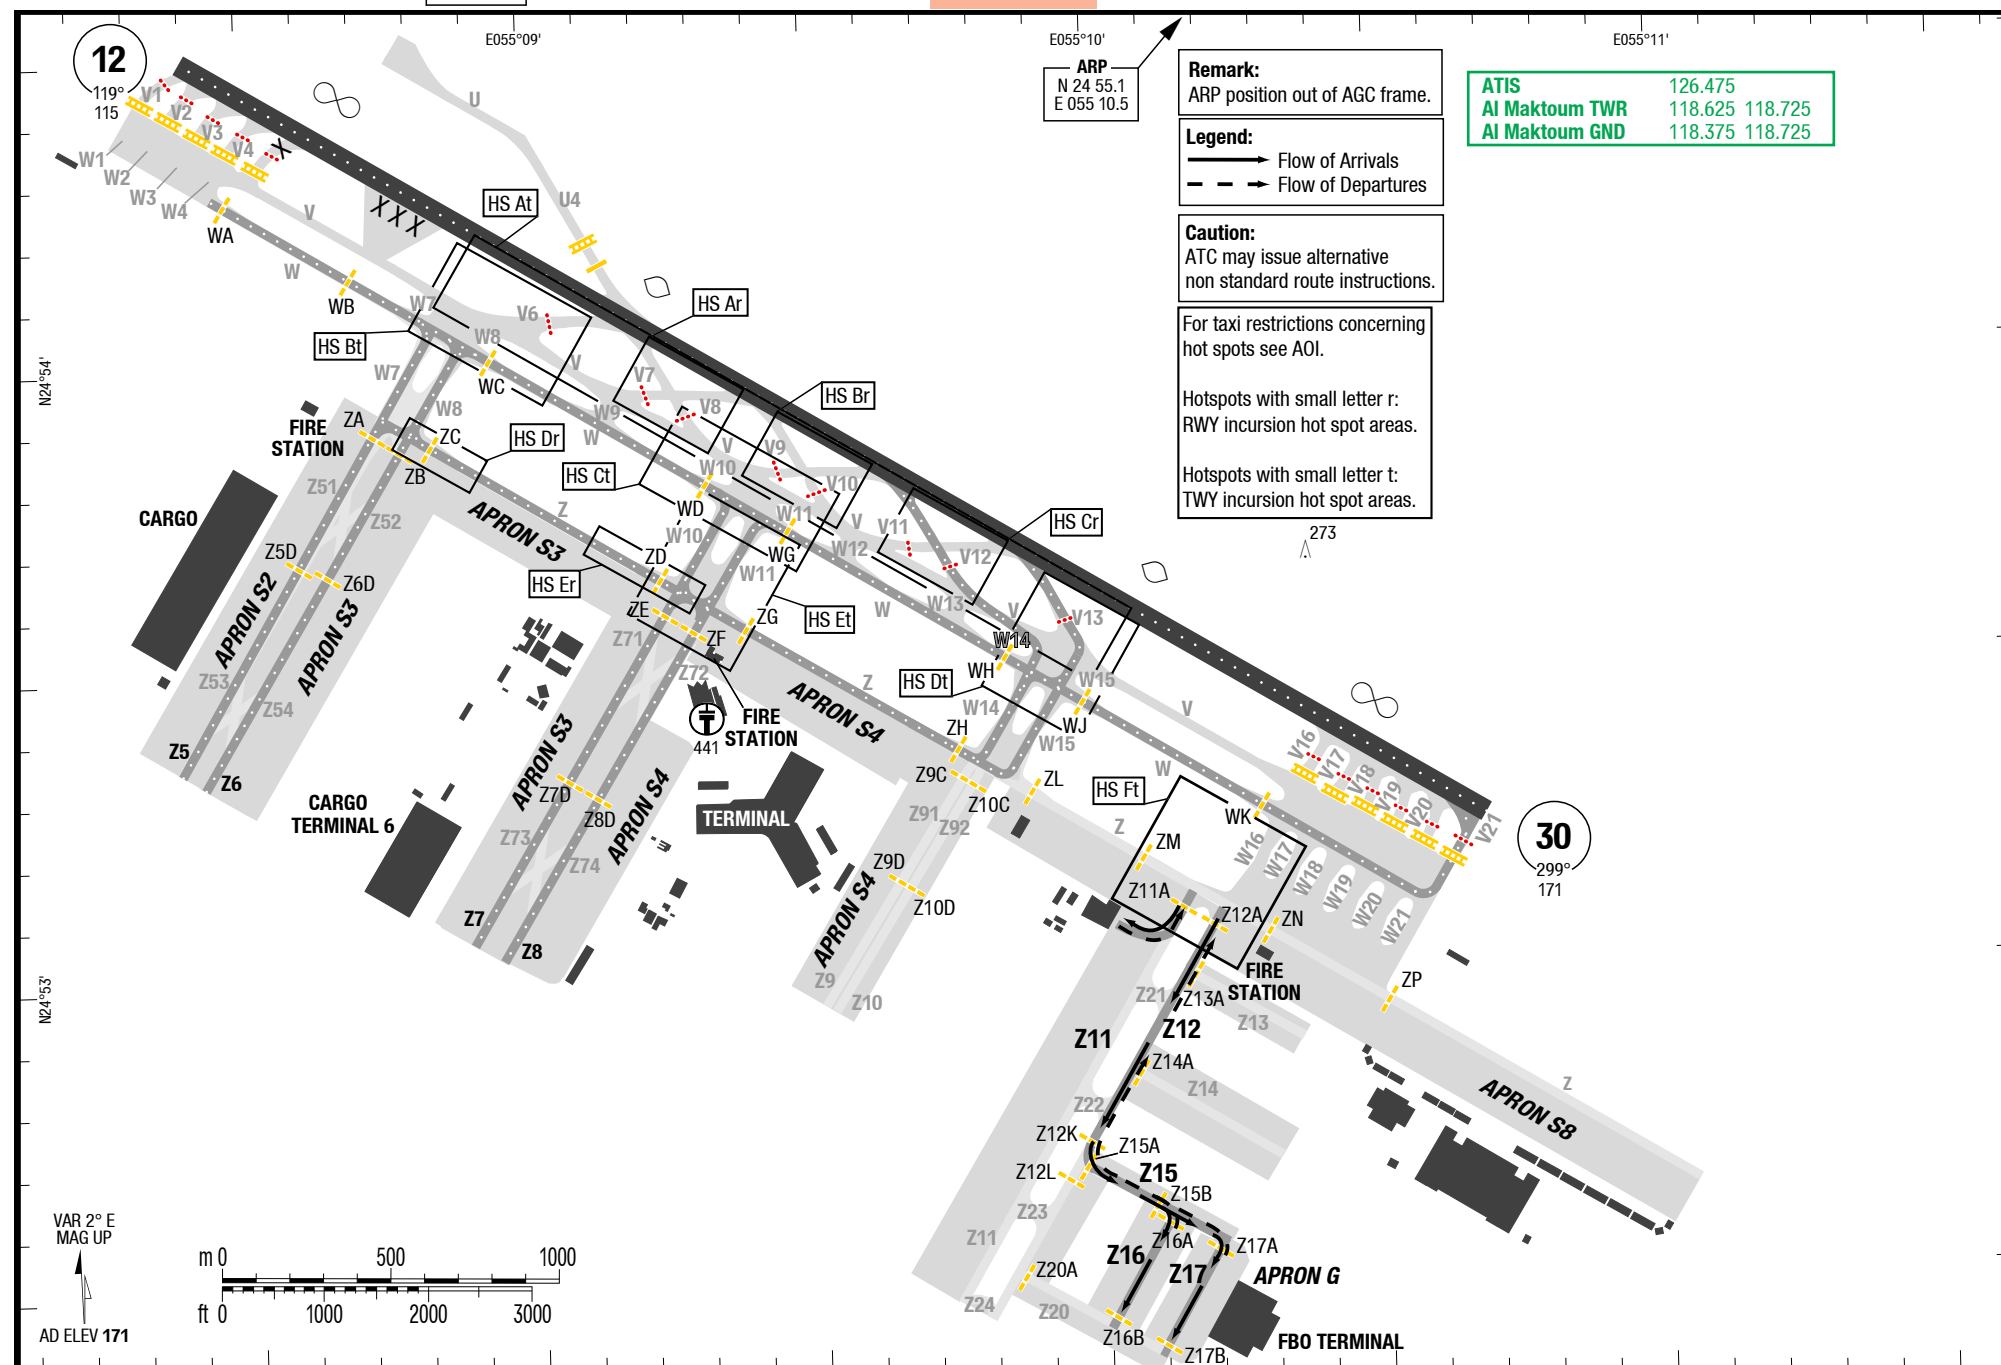 E055°09'
E055°10'
E055°11'
12
119°
115
ARP
N 24 55.1
E 055 10.5
Remark:
ARP position out of AGC frame.
ATIS 126.475
Al Maktoum TWR 118.625 118.725
Al Maktoum GND 118.375 118.725
Legend:
Flow of Arrivals
Flow of Departures
Caution:
ATC may issue alternative
non standard route instructions.
For taxi restrictions concerning
hot spots see AOI.
Hotspots with small letter r:
RWY incursion hot spot areas.
Hotspots with small letter t:
TWY incursion hot spot areas.
273
V1
V2
V3
V4
X
U
U4
W1
W2
W3
W4
WA
V
X X X
HS At
W
WB
W7
V6
HS Ar
HS Bt
W8
WC
V
V7
V8
HS Br
N24°54'
W7
W8
W9
W
V
V9
V10
FIRE
STATION
ZA
ZB
ZC
HS Dr
HS Ct
W10
WD
W11
V
V11
V12
HS Cr
CARGO
Z51
Z52
Z
APRON S3
W10
WG
W12
Z5D
Z6D
ZD
W11
HS Er
W
W13
V
V13
APRON S2
APRON S3
ZE
ZF
ZG
HS Et
W14
Z71
Z72
WH
HS Dt
W15
Z53
Z54
Z
APRON S4
W14
WJ
V
Z5
Z6
441
FIRE
STATION
ZH
W15
W
V16
V17
V18
V19
V20
V21
APRON S3
Z7D
Z8D
Z9C
Z10C
ZL
HS Ft
WK
CARGO
TERMINAL 6
TERMINAL
Z91
Z92
Z
ZM
W16
W17
W18
W19
W20
W21
30
299°
171
Z73
Z74
APRON S4
Z9D
Z10D
Z11A
Z12A
ZN
Z7
Z8
APRON S4
Z9
Z10
FIRE
STATION
ZP
N24°53'
Z21
Z13A
Z13
Z11
Z12
Z14A
Z14
Z
APRON S8
Z22
Z12K
Z15A
Z12L
Z15
Z15B
Z23
Z11
Z16A
Z17A
Z16
Z17
APRON G
Z20A
Z24
Z20
Z16B
Z17B
FBO TERMINAL
VAR 2° E
MAG UP
m 0 500 1000
ft 0 1000 2000 3000
AD ELEV 171